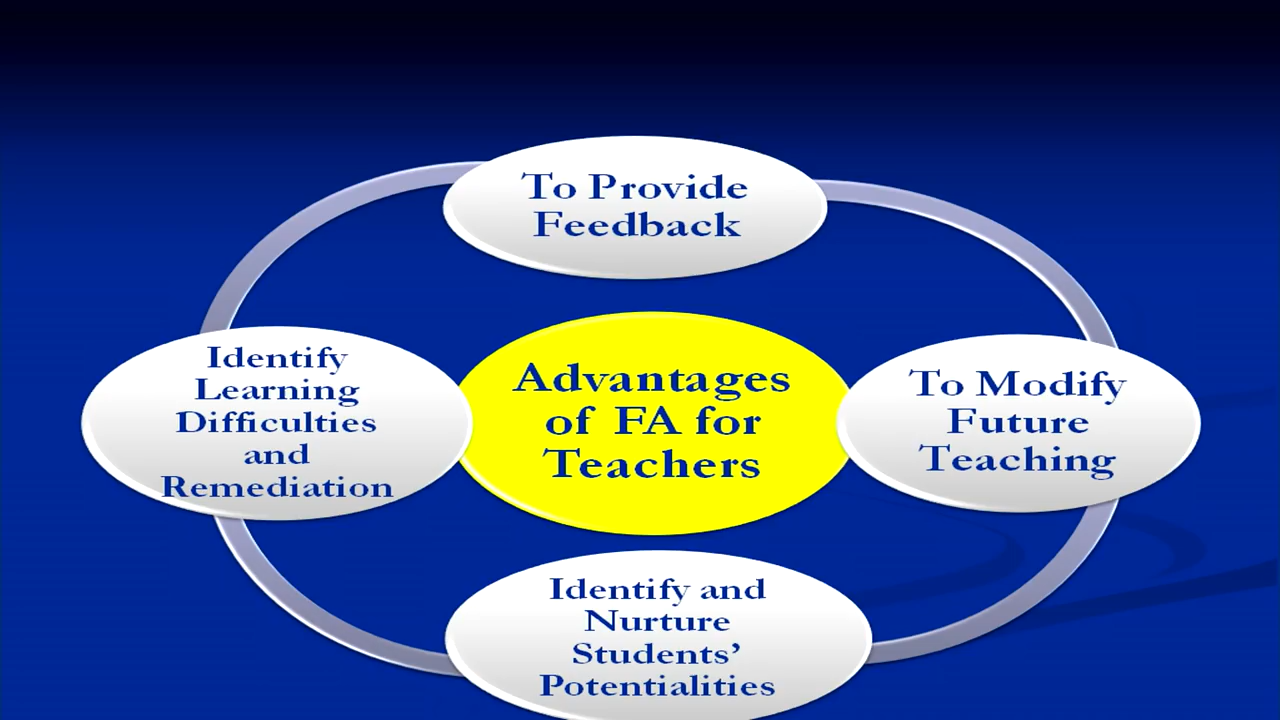 To Provide
Feedback
Identify
Learning
Difficulties
and
Remediation
Advantages
of FA for
Teachers
To Modify
Future
Teaching
Identify and
Nurture
Students’
Potentialities